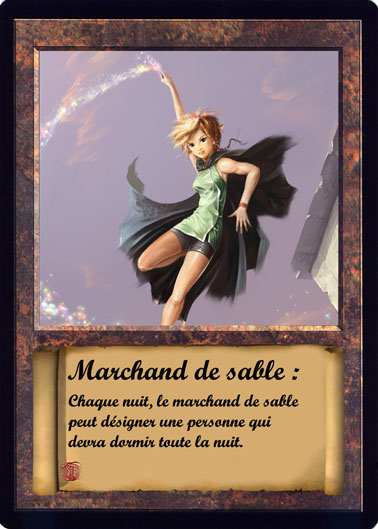 Marchand de sable :
Chaque nuit, le marchand de sable
peut désigner une personne qui
devra dormir toute la nuit.